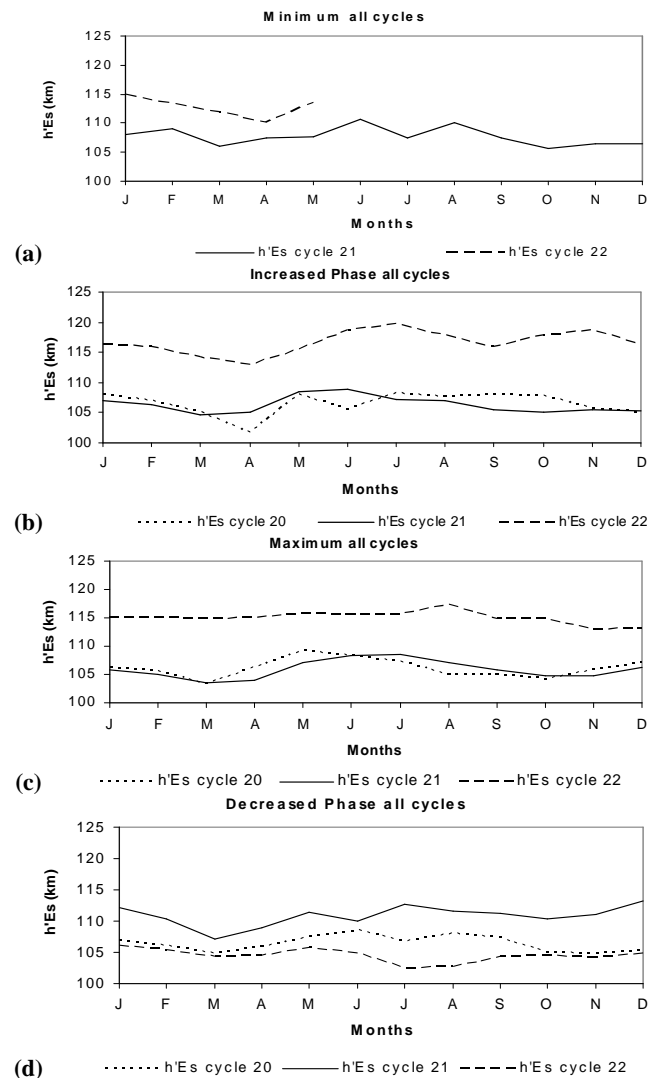 Minimum all cycles
125
120
115
110
105
100
h'Es (km)
J F M A M J J A S O N D
Months
(a)
h'Es cycle 21 h'Es cycle 22
Increased Phase all cycles
125
120
115
110
105
100
h'Es (km)
J F M A M J J A S O N D
Months
(b)
h'Es cycle 20 h'Es cycle 21 h'Es cycle 22
Maximum all cycles
125
120
115
110
105
100
h'Es (km)
J F M A M J J A S O N D
Months
(c)
h'Es cycle 20 h'Es cycle 21 h'Es cycle 22
Decreased Phase all cycles
125
120
115
110
105
100
h'Es (km)
J F M A M J J A S O N D
Months
(d)
h'Es cycle 20 h'Es cycle 21 h'Es cycle 22